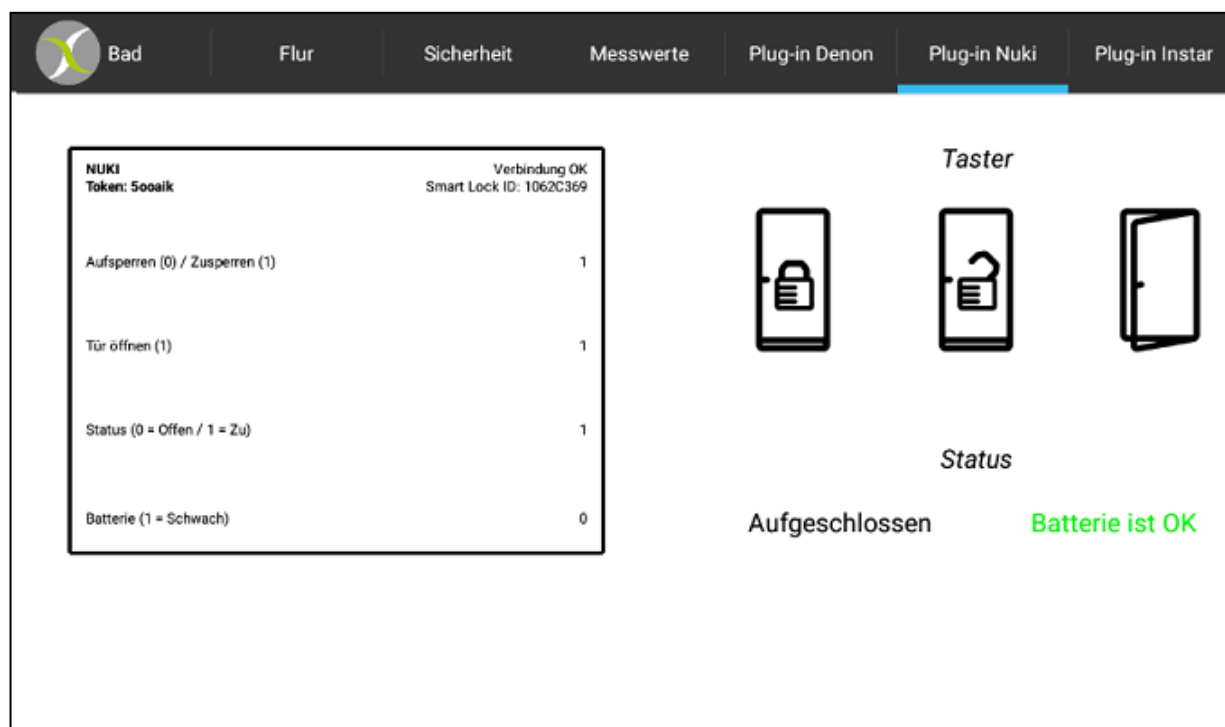 Bad
Flur
Sicherheit
Messwerte
Plug-in Denon
Plug-in Nuki
Plug-in Instar
NUKI
Verbindung OK
Token: 5ooaik
Smart Lock ID: 1062C369
Aufsperren (0) / Zusperren (1) 1
Tür öffnen (1) 1
Status (0 = Offen / 1 = Zu) 1
Batterie (1 = Schwach) 0
Taster
Status
Aufgeschlossen
Batterie ist OK